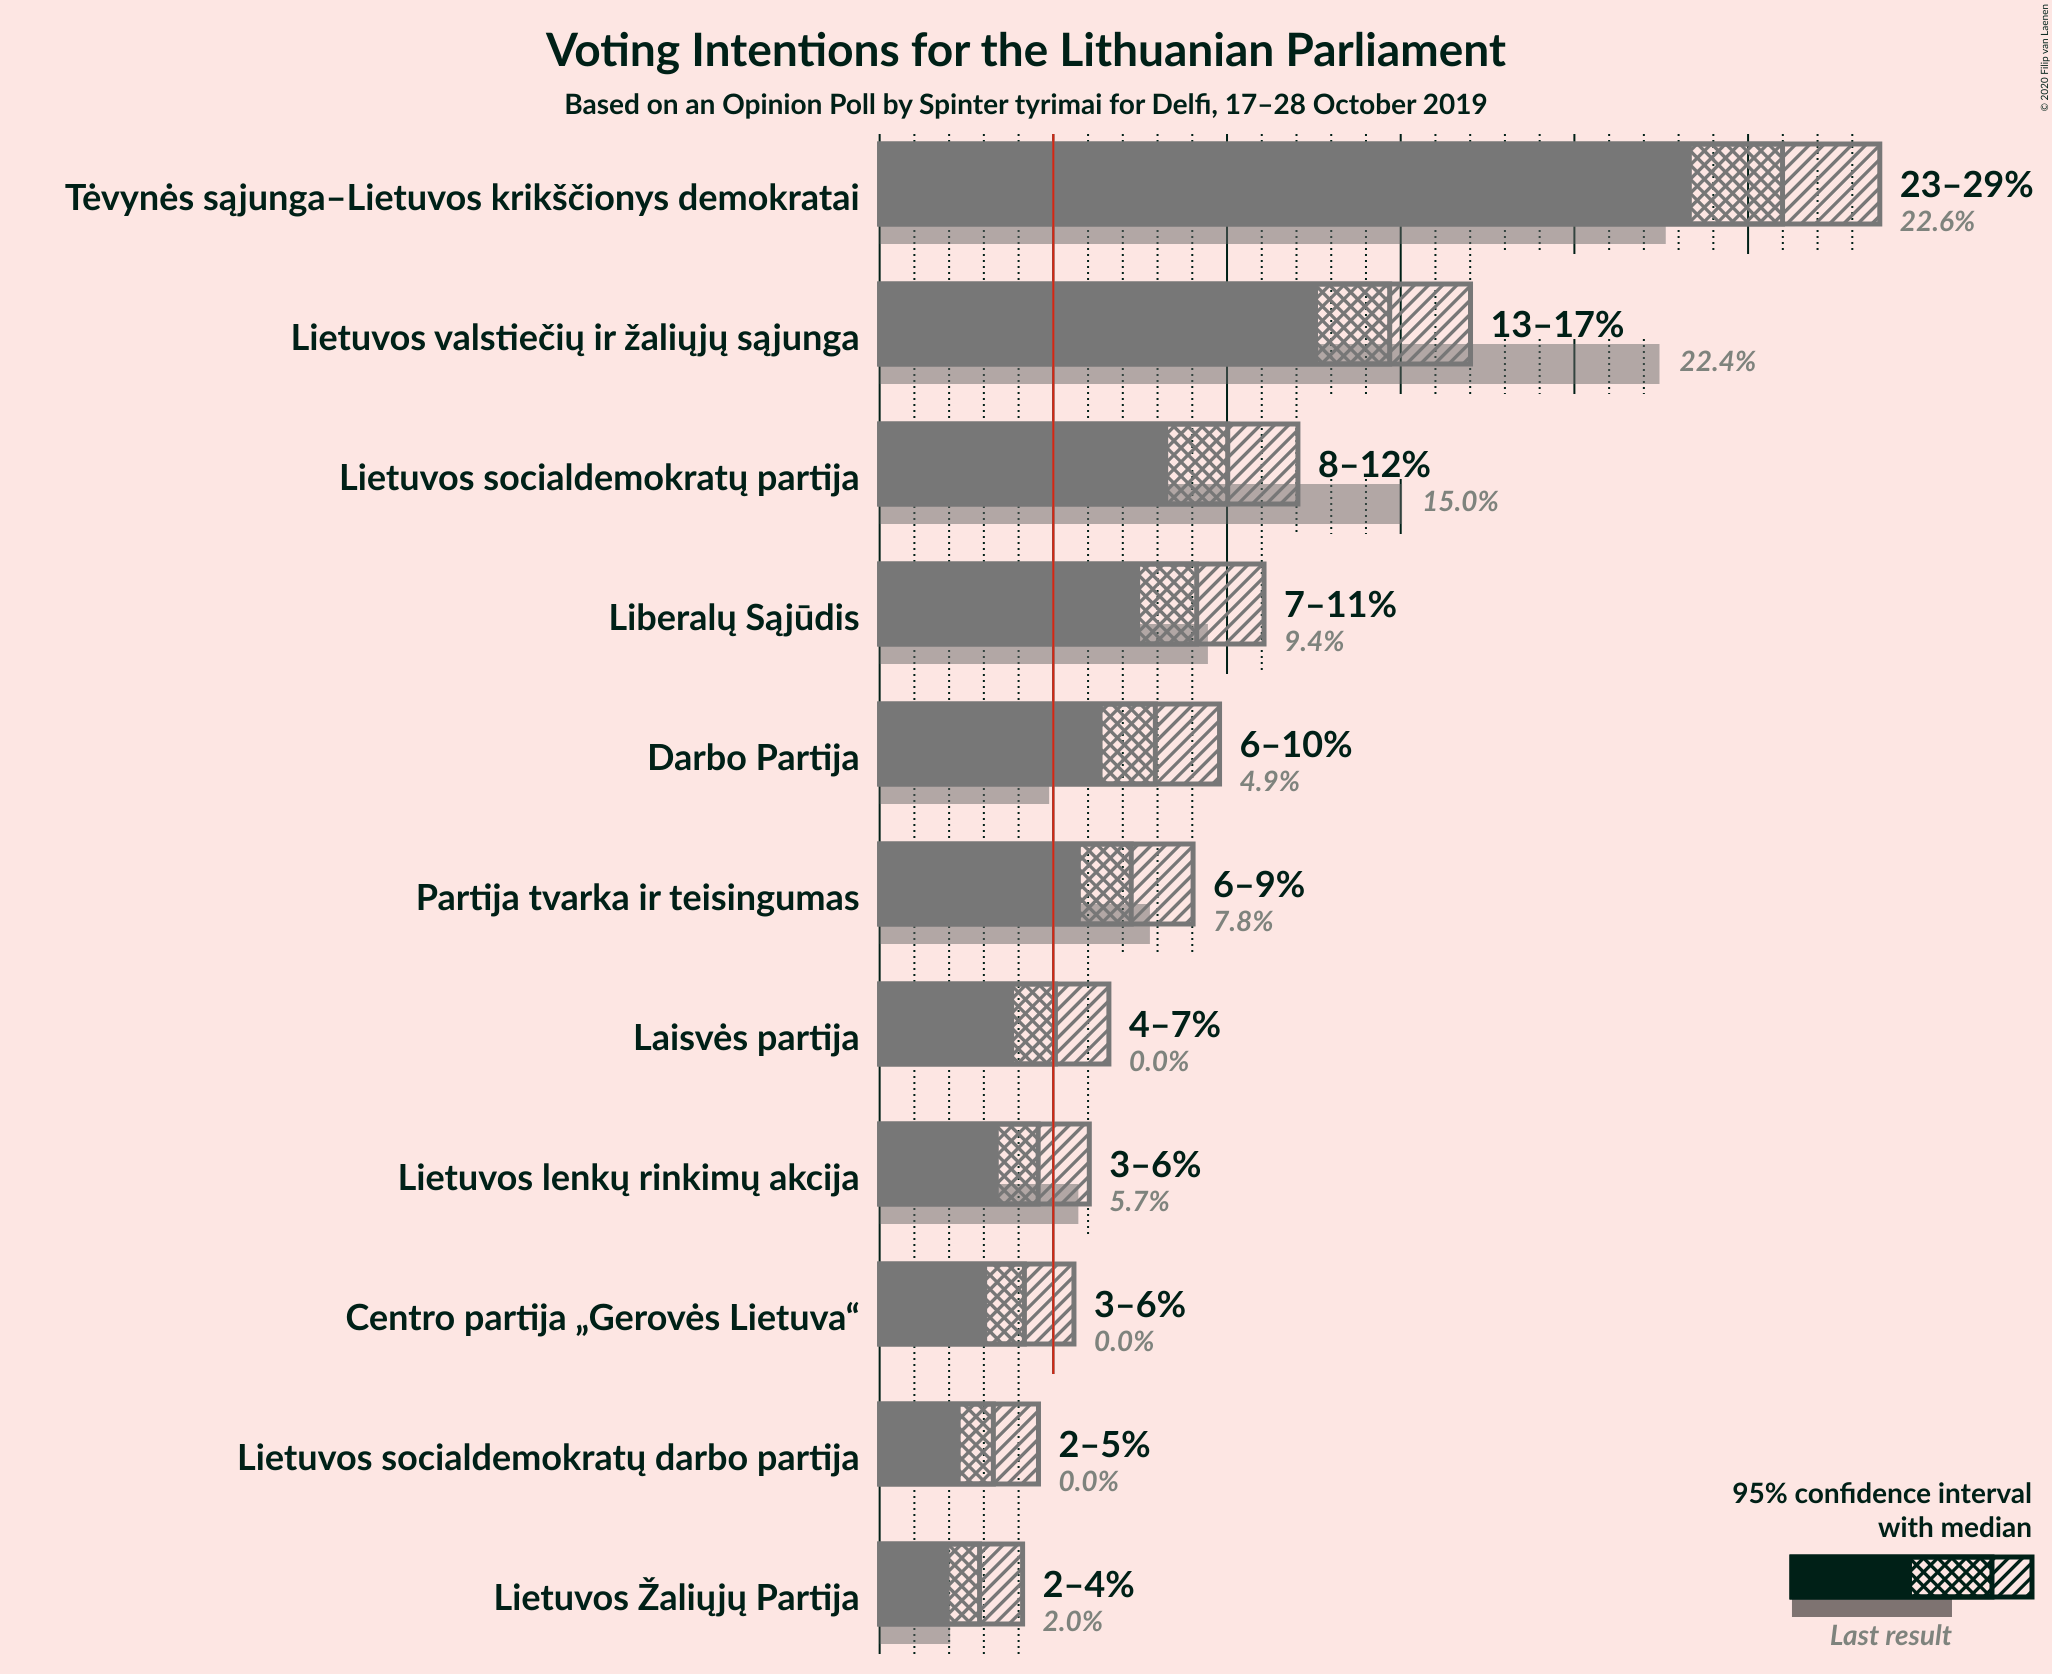 Voting Intentions for the Lithuanian Parliament
Based on an Opinion Poll by Spinter tyrimai for Delfi, 17–28 October 2019
© 2020 Filip van Laenen
Tėvynės sąjunga–Lietuvos krikščionys demokratai
23–29%
22.6%
Lietuvos valstiečių ir žaliųjų sąjunga
13–17%
22.4%
Lietuvos socialdemokratų partija
8–12%
15.0%
Liberalų Sąjūdis
7–11%
9.4%
Darbo Partija
6–10%
4.9%
Partija tvarka ir teisingumas
6–9%
7.8%
Laisvės partija
4–7%
0.0%
Lietuvos lenkų rinkimų akcija
3–6%
5.7%
Centro partija „Gerovės Lietuva“
3–6%
0.0%
Lietuvos socialdemokratų darbo partija
2–5%
0.0%
Lietuvos Žaliųjų Partija
2–4%
2.0%
95% confidence interval
with median
Last result